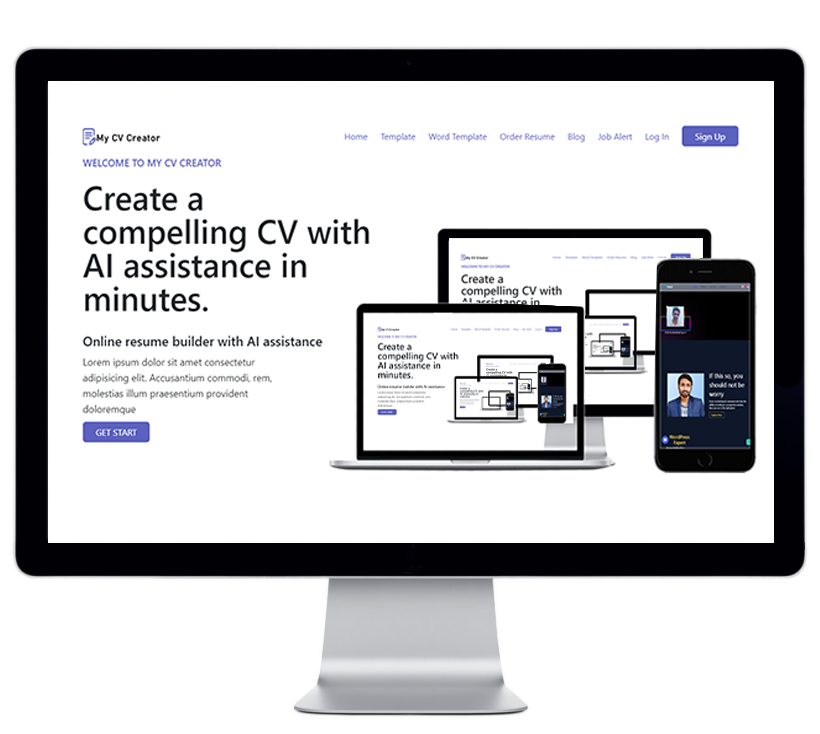 My CV Creator
Home Template Word Template Order Resume Blog Job Alert Log In Sign Up
WELCOME TO MY CV CREATOR
Create a
compelling CV with
AI assistance in
minutes.
Online resume builder with AI assistance
Lorem ipsum dolor sit amet consectetur
adipisicing elit. Accusantium commodi, rem,
molestias illum praesentium provident
doloremque
GET START
My CV Creator
WELCOME TO MY CV CREATOR
Create a
compelling CV with
AI assistance in
My CV Creator
Create a
compelling CV with
AI assistance in
minutes.
Online resume builder with AI assistance
If this so, you
should not be
worry
WordPress
Expert